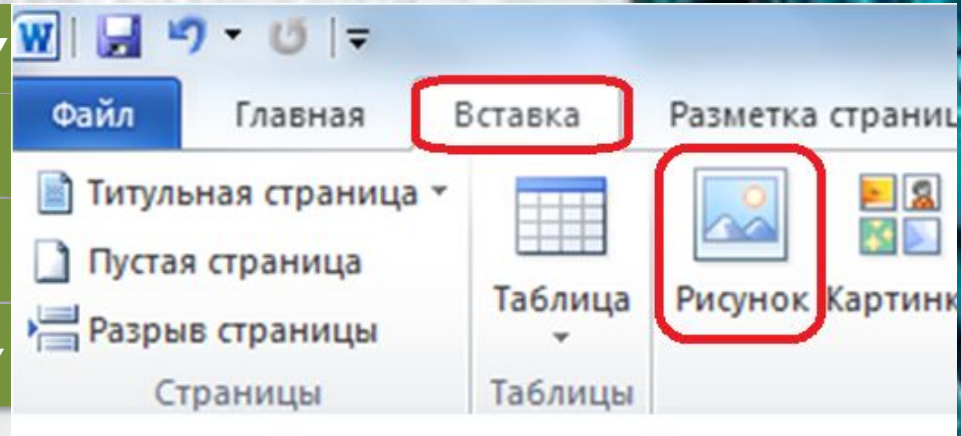 W
Файл Главная Вставка Разметка страниц
Титульная страница
Пустая страница
Разрыв страницы
Таблица
Рисунок
Картинк
Страницы
Таблицы